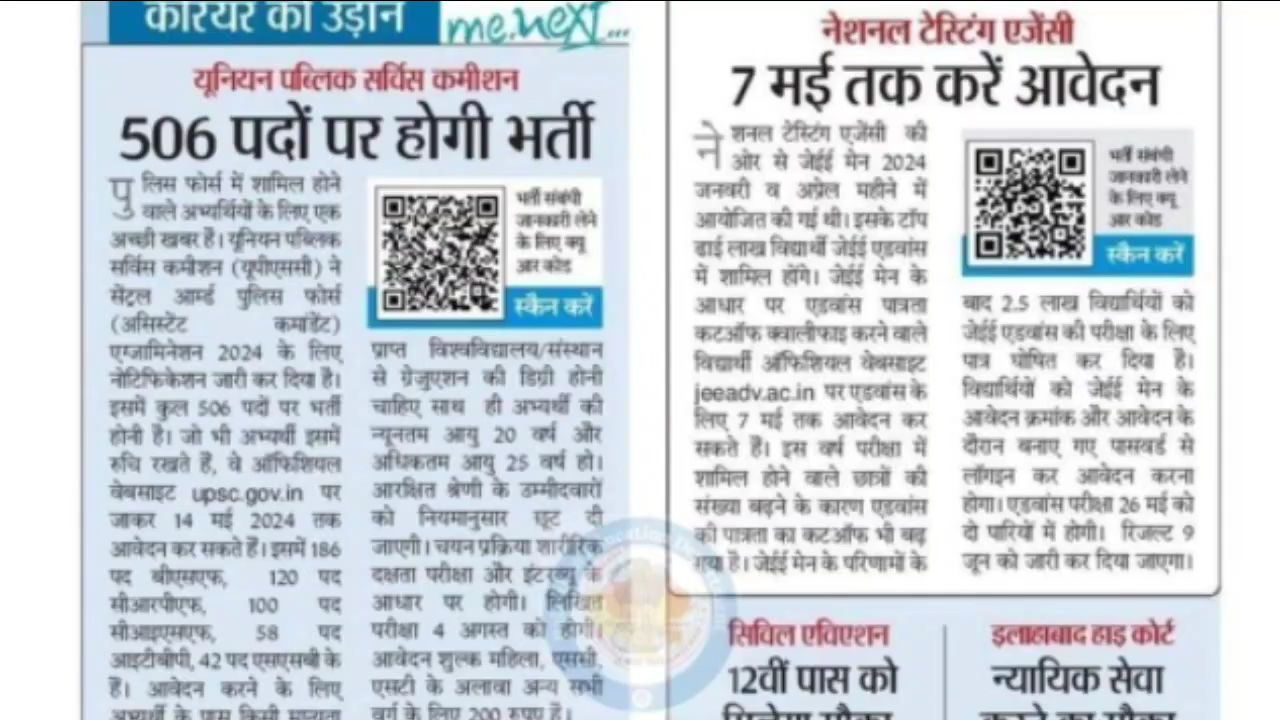 करियर की उड़ान
me.next...
यूनियन पब्लिक सर्विस कमीशन
506 पदों पर होगी भर्ती
पुलिस फोर्स में शामिल होने
वाले अभ्यर्थियों के लिए एक
अच्छी खबर है। यूनियन पब्लिक
सर्विस कमीशन (यूपीएससी) ने
सेंट्रल आर्म्ड पुलिस फोर्स
(असिस्टेंट कमांडेंट)
एग्जामिनेशन 2024 के लिए
नोटिफिकेशन जारी कर दिया है।
इसमें कुल 506 पदों पर भर्ती
होनी है। जो भी अभ्यर्थी इसमें
रुचि रखते हैं, वे ऑफिशियल
वेबसाइट upsc.gov.in पर
जाकर 14 मई 2024 तक
आवेदन कर सकते हैं। इसमें 186
पद बीएसएफ, 120 पद
सीआरपीएफ, 100 पद
सीआइएसएफ, 58 पद
आइटीबीपी, 42 पद एसएसबी के
हैं। आवेदन करने के लिए
अभ्यर्थी के पास किसी मान्यता
भर्ती संबंधी
जानकारी लेने
के लिए क्यू
आर कोड
स्कैन करें
प्राप्त विश्वविद्यालय/संस्थान
से ग्रेजुएशन की डिग्री होनी
चाहिए साथ ही अभ्यर्थी की
न्यूनतम आयु 20 वर्ष और
अधिकतम आयु 25 वर्ष हो।
आरक्षित श्रेणी के उम्मीदवारों
को नियमानुसार छूट दी
जाएगी। चयन प्रक्रिया शारीरिक
दक्षता परीक्षा और इंटरव्यू के
आधार पर होगी। लिखित
परीक्षा 4 अगस्त को होगी।
आवेदन शुल्क महिला, एससी,
एसटी के अलावा अन्य सभी
वर्ग के लिए 200 रुपए है।
नेशनल टेस्टिंग एजेंसी
7 मई तक करें आवेदन
नेशनल टेस्टिंग एजेंसी की
ओर से जेईई मेन 2024
जनवरी व अप्रेल महीने में
आयोजित की गई थी। इसके टॉप
ढाई लाख विद्यार्थी जेईई एडवांस
में शामिल होंगे। जेईई मेन के
आधार पर एडवांस पात्रता
कटऑफ क्वालीफाइ करने वाले
विद्यार्थी ऑफिशियल वेबसाइट
jeeadv.ac.in पर एडवांस के
लिए 7 मई तक आवेदन कर
सकते हैं। इस वर्ष परीक्षा में
शामिल होने वाले छात्रों की
संख्या बढ़ने के कारण एडवांस
की पात्रता का कटऑफ भी बढ़
गया है। जेईई मेन के परिणामों के
भर्ती संबंधी
जानकारी लेने
के लिए क्यू
आर कोड
स्कैन करें
बाद 2.5 लाख विद्यार्थियों को
जेईई एडवांस की परीक्षा के लिए
पात्र घोषित कर दिया है।
विद्यार्थियों को जेईई मेन के
आवेदन क्रमांक और आवेदन के
दौरान बनाए गए पासवर्ड से
लॉगइन कर आवेदन करना
होगा। एडवांस परीक्षा 26 मई को
दो पारियों में होगी। रिजल्ट 9
जून को जारी कर दिया जाएगा।
सिविल एविएशन
12वीं पास को
मिलेगा मौका
इलाहाबाद हाइ कोर्ट
न्यायिक सेवा
करने का मौका